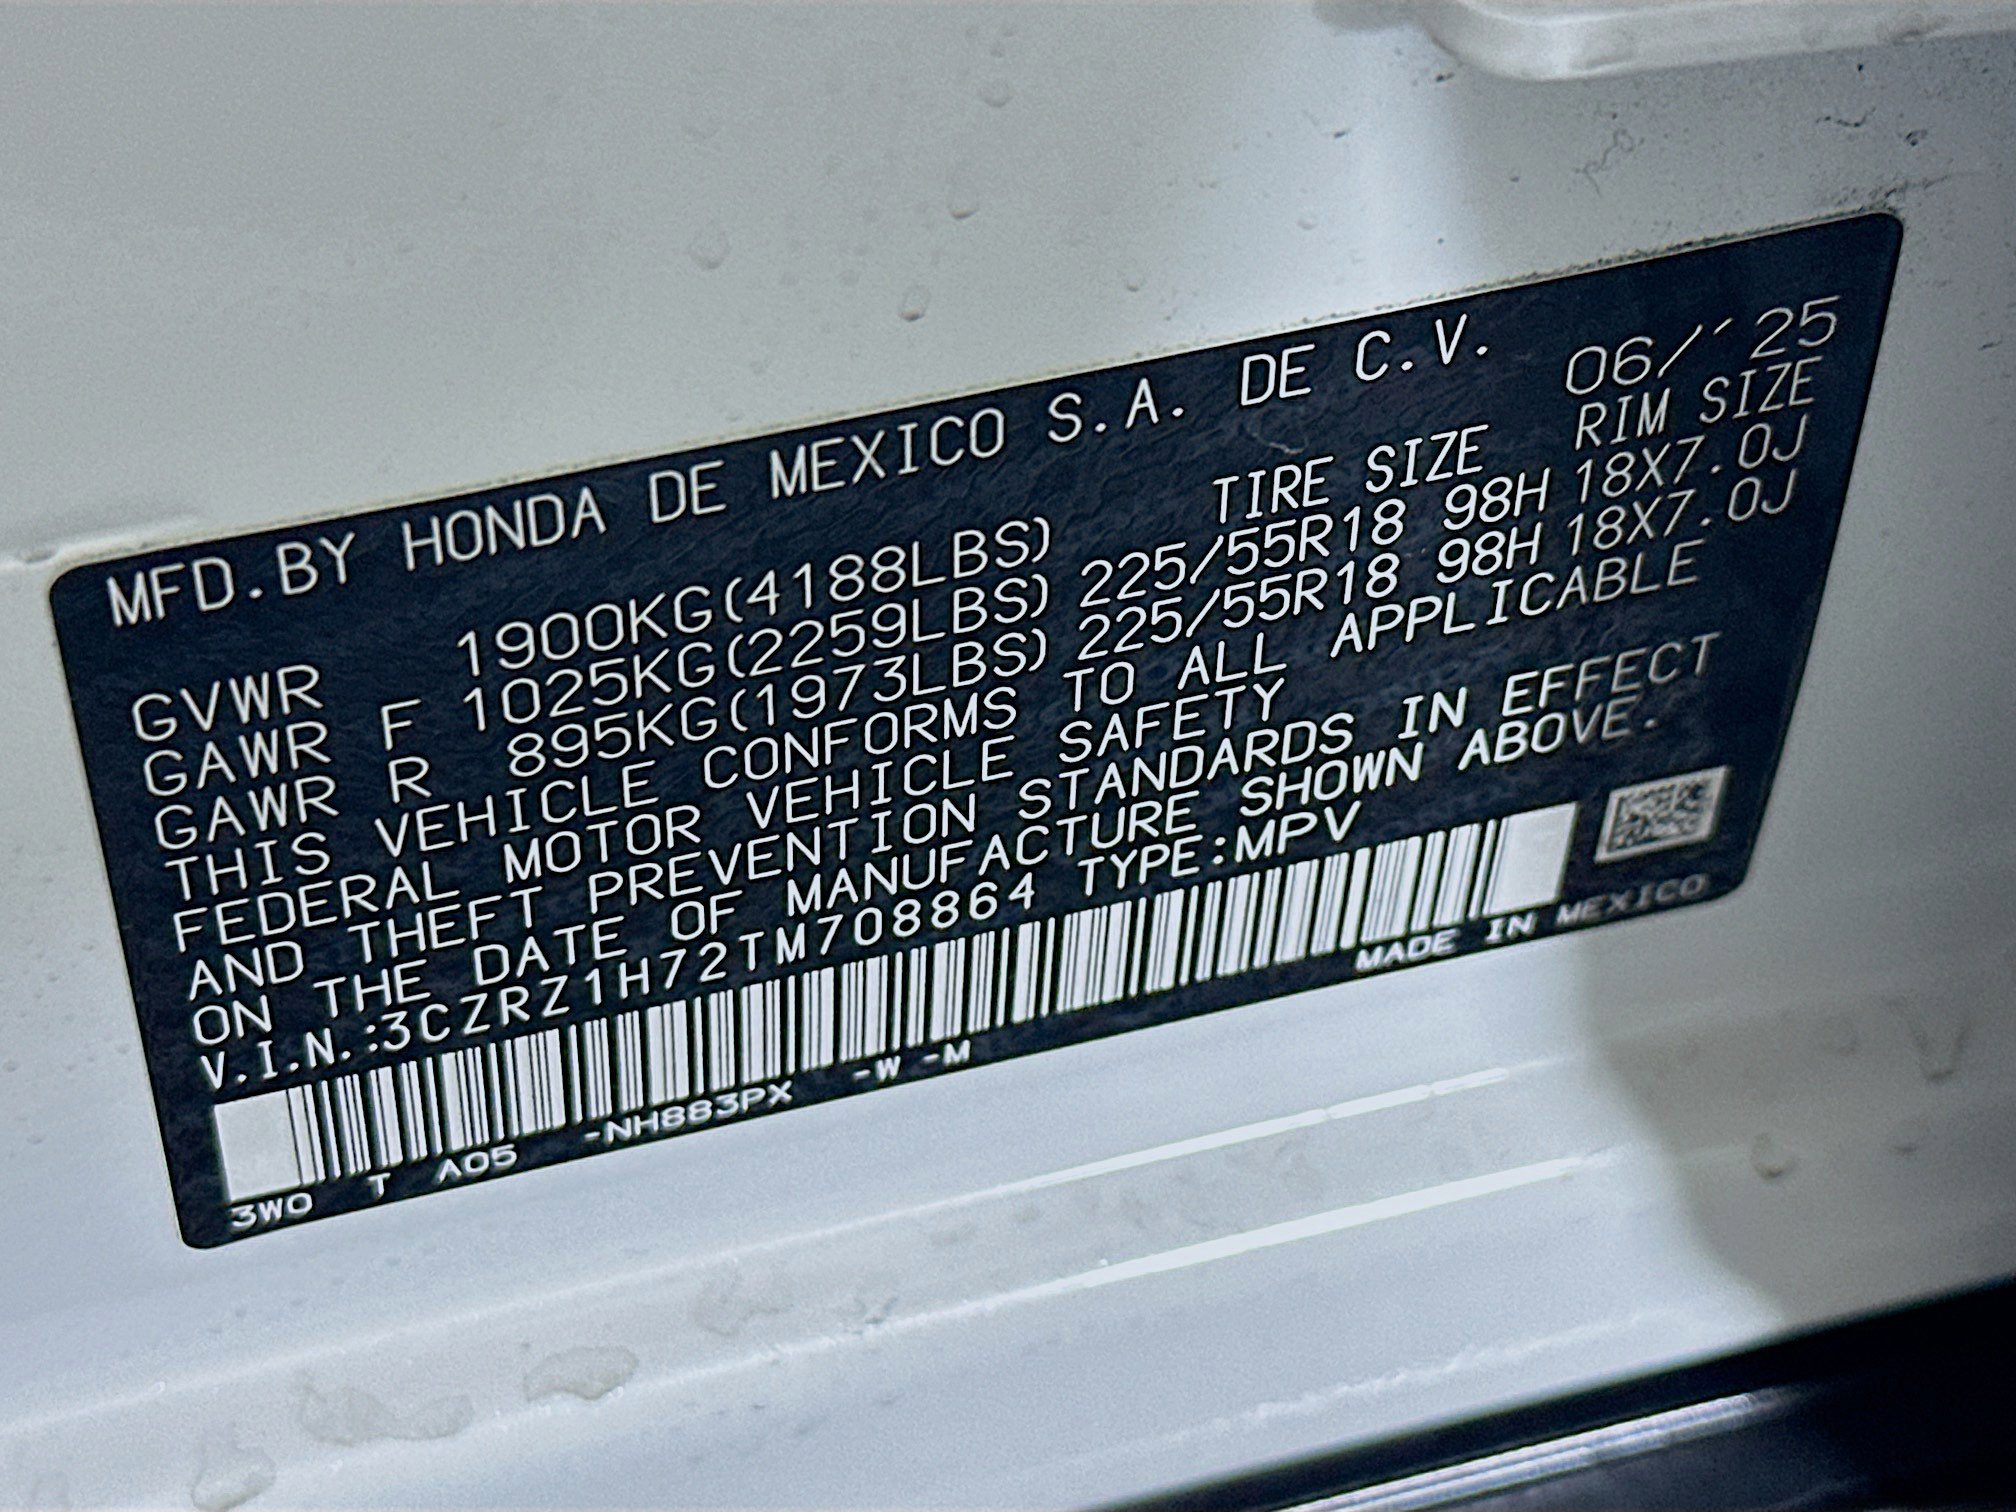 MFD.BY HONDA DE MEXICO S.A. DE C.V. 06/´25
TIRE SIZE RIM SIZE
GVWR 1900KG(4188LBS)
GAWR F 1025KG(2259LBS) 225/55R18 98H 18X7.0J
GAWR R 895KG(1973LBS) 225/55R18 98H 18X7.0J
THIS VEHICLE CONFORMS TO ALL APPLICABLE
FEDERAL MOTOR VEHICLE SAFETY
AND THEFT PREVENTION STANDARDS IN EFFECT
ON THE DATE OF MANUFACTURE SHOWN ABOVE.
V.I.N.:3CZRZ1H72TM708864 TYPE:MPV
MADE IN MEXICO
3W0 T A05 -NH883PX -W -M